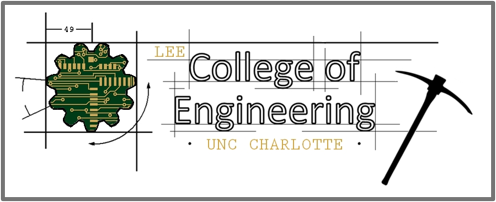 49
LEE
College of
Engineering
· UNC CHARLOTTE ·